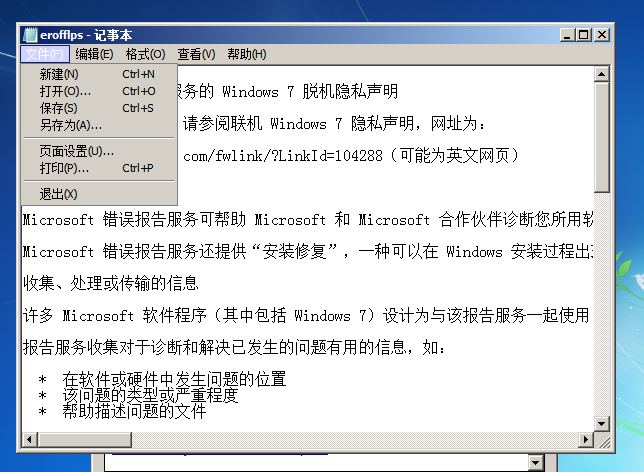 erofflps - 记事本
文件(F) 编辑(E) 格式(O) 查看(V) 帮助(H)
新建(N) Ctrl+N
打开(O)... Ctrl+O
保存(S) Ctrl+S
另存为(A)...
页面设置(U)...
打印(P)... Ctrl+P
退出(X)
服务的 Windows 7 脱机隐私声明
请参阅联机 Windows 7 隐私声明，网址为：
com/fwlink/?LinkId=104288（可能为英文网页）
Microsoft 错误报告服务可帮助 Microsoft 和 Microsoft 合作伙伴诊断您所用软
Microsoft 错误报告服务还提供“安装修复”，一种可以在 Windows 安装过程出
收集、处理或传输的信息
许多 Microsoft 软件程序（其中包括 Windows 7）设计为与该报告服务一起使用
报告服务收集对于诊断和解决已发生的问题有用的信息，如：
* 在软件或硬件中发生问题的位置
* 该问题的类型或严重程度
* 帮助描述问题的文件